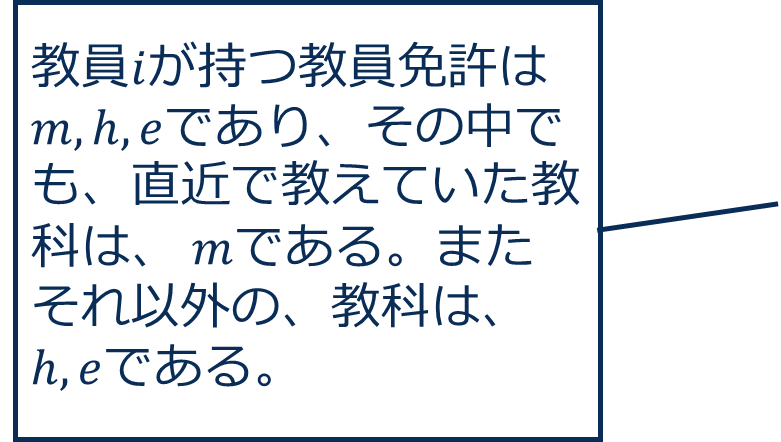 教員iが持つ教員免許は
m, h, eであり、その中で
も、直近で教えていた教
科は、 mである。また
それ以外の、教科は、
h, eである。